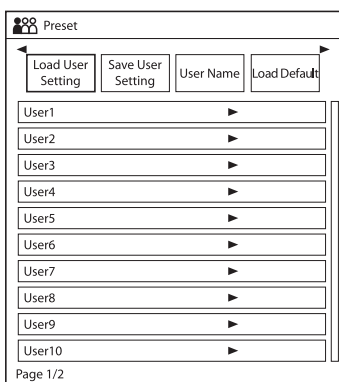 Preset
Load User
Setting
Save User
Setting
User Name
Load Default
User1
User2
User3
User4
User5
User6
User7
User8
User9
User10
Page 1/2